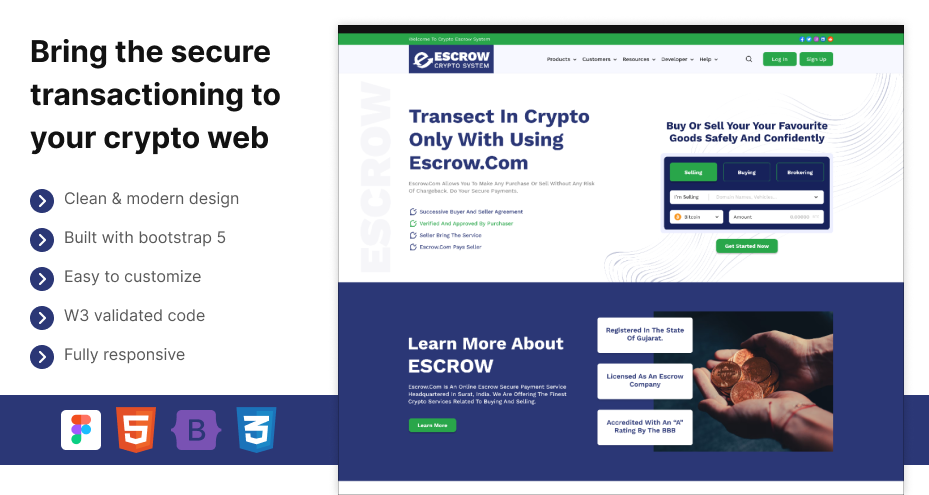 Bring the secure
transactioning to
your crypto web
Clean & modern design
Built with bootstrap 5
Easy to customize
W3 validated code
Fully responsive
5
B
3
Welcome To Crypto Escrow System
ESCROW
CRYPTO SYSTEM
Products
Customers
Resources
Developer
Help
Log In
Sign Up
ESCROW
Transect In Crypto
Only With Using
Escrow.Com
Escrow.Com Allows You To Make Any Purchase Or Sell Without Any Risk
Of Chargeback. Do Your Secure Payments.
Successive Buyer And Seller Agreement
Verified And Approved By Purchaser
Seller Bring The Service
Escrow.Com Pays Seller
Buy Or Sell Your Your Favourite
Goods Safely And Confidently
Selling
Buying
Brokering
I'm Selling
Domain Names, Vehicles...
Bitcoin
Amount
Get Started Now
Learn More About
ESCROW
Escrow.Com Is An Online Escrow Secure Payment Service
Headquartered In Surat, India. We Are Offering The Finest
Crypto Services Related To Buying And Selling.
Learn More
Registered In The State
Of Gujarat.
Licensed As An Escrow
Company
Accredited With An “A”
Rating By The BBB